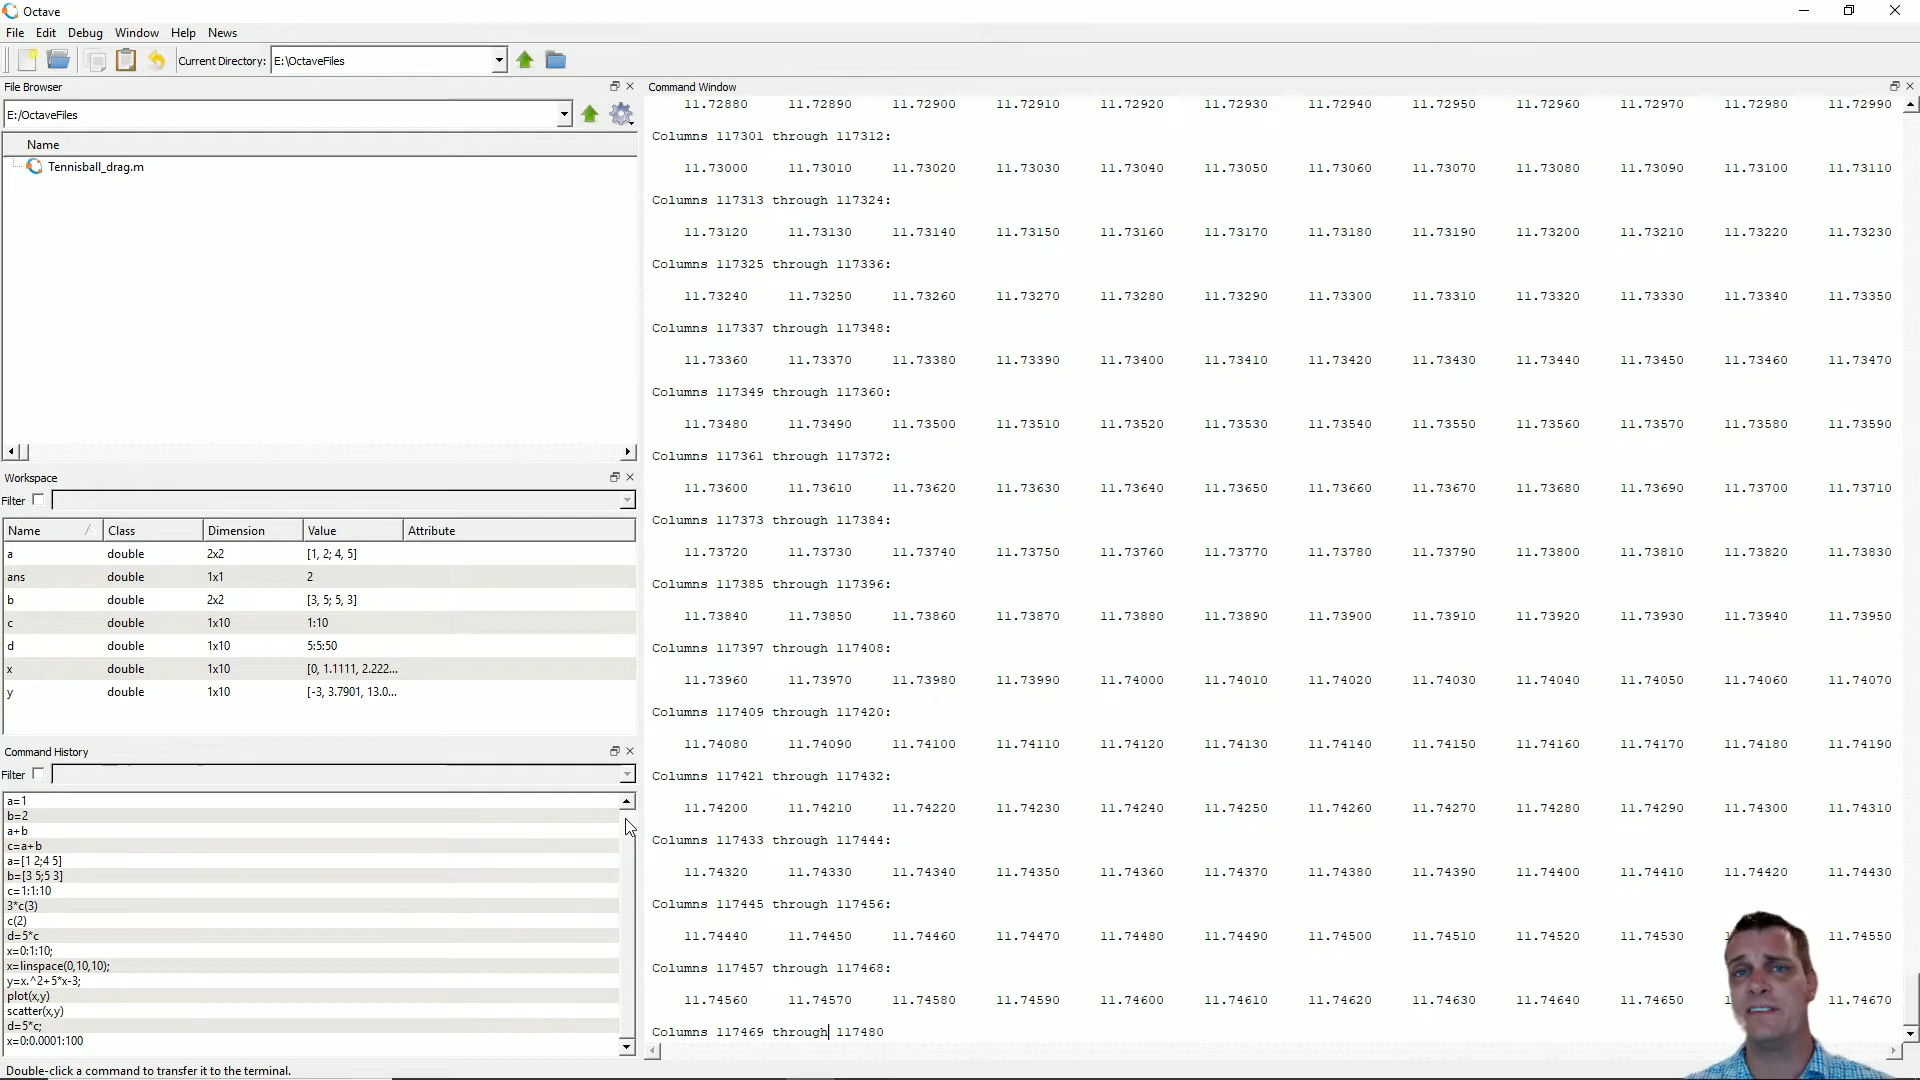 Octave
File Edit Debug Window Help News
Current Directory: E:\OctaveFiles
File Browser
E:/OctaveFiles
Name
Tennisball_drag.m
Workspace
Filter
Name Class Dimension Value Attribute
a double 2x2 [1, 2; 4, 5]
ans double 1x1 2
b double 2x2 [3, 5; 5, 3]
c double 1x10 1:10
d double 1x10 5:5:50
x double 1x10 [0, 1.1111, 2.222...
y double 1x10 [-3, 3.7901, 13.0...
Command History
Filter
a=1
b=2
a+b
c=a+b
a=[1 2;4 5]
b=[3 5;5 3]
c=1:1:10
3*c(3)
c(2)
d=5*c
x=0:1:10;
x=linspace(0,10,10);
y=x.^2+5*x-3;
plot(x,y)
scatter(x,y)
d=5*c;
x=0:0.0001:100
Double-click a command to transfer it to the terminal.
Command Window
11.72880 11.72890 11.72900 11.72910 11.72920 11.72930 11.72940 11.72950 11.72960 11.72970 11.72980 11.72990
Columns 117301 through 117312:
11.73000 11.73010 11.73020 11.73030 11.73040 11.73050 11.73060 11.73070 11.73080 11.73090 11.73100 11.73110
Columns 117313 through 117324:
11.73120 11.73130 11.73140 11.73150 11.73160 11.73170 11.73180 11.73190 11.73200 11.73210 11.73220 11.73230
Columns 117325 through 117336:
11.73240 11.73250 11.73260 11.73270 11.73280 11.73290 11.73300 11.73310 11.73320 11.73330 11.73340 11.73350
Columns 117337 through 117348:
11.73360 11.73370 11.73380 11.73390 11.73400 11.73410 11.73420 11.73430 11.73440 11.73450 11.73460 11.73470
Columns 117349 through 117360:
11.73480 11.73490 11.73500 11.73510 11.73520 11.73530 11.73540 11.73550 11.73560 11.73570 11.73580 11.73590
Columns 117361 through 117372:
11.73600 11.73610 11.73620 11.73630 11.73640 11.73650 11.73660 11.73670 11.73680 11.73690 11.73700 11.73710
Columns 117373 through 117384:
11.73720 11.73730 11.73740 11.73750 11.73760 11.73770 11.73780 11.73790 11.73800 11.73810 11.73820 11.73830
Columns 117385 through 117396:
11.73840 11.73850 11.73860 11.73870 11.73880 11.73890 11.73900 11.73910 11.73920 11.73930 11.73940 11.73950
Columns 117397 through 117408:
11.73960 11.73970 11.73980 11.73990 11.74000 11.74010 11.74020 11.74030 11.74040 11.74050 11.74060 11.74070
Columns 117409 through 117420:
11.74080 11.74090 11.74100 11.74110 11.74120 11.74130 11.74140 11.74150 11.74160 11.74170 11.74180 11.74190
Columns 117421 through 117432:
11.74200 11.74210 11.74220 11.74230 11.74240 11.74250 11.74260 11.74270 11.74280 11.74290 11.74300 11.74310
Columns 117433 through 117444:
11.74320 11.74330 11.74340 11.74350 11.74360 11.74370 11.74380 11.74390 11.74400 11.74410 11.74420 11.74430
Columns 117445 through 117456:
11.74440 11.74450 11.74460 11.74470 11.74480 11.74490 11.74500 11.74510 11.74520 11.74530 11.74550
Columns 117457 through 117468:
11.74560 11.74570 11.74580 11.74590 11.74600 11.74610 11.74620 11.74630 11.74640 11.74650 11.74670
Columns 117469 through 117480